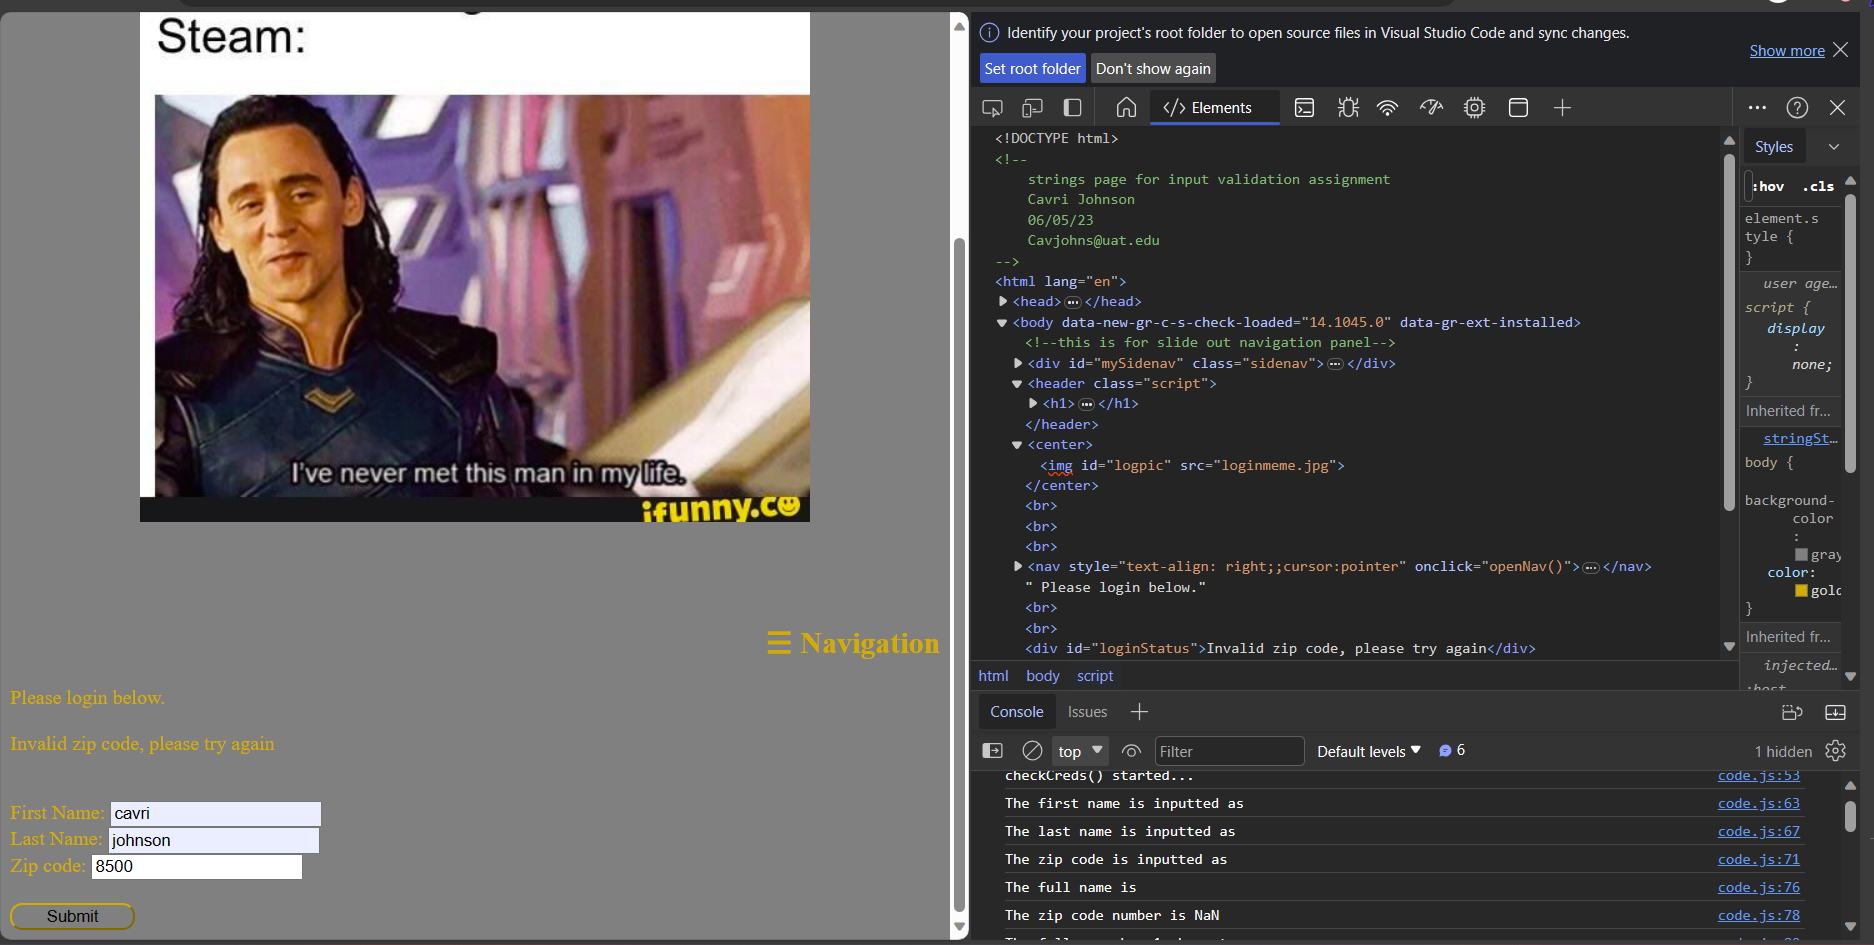 Steam:
I've never met this man in my life.
ifunny.co
☰ Navigation
Please login below.
Invalid zip code, please try again
First Name: cavri
Last Name: johnson
Zip code: 8500
Submit
Identify your project's root folder to open source files in Visual Studio Code and sync changes.
Show more
Set root folder
Don't show again
</> Elements
<!DOCTYPE html>
<!--
strings page for input validation assignment
Cavri Johnson
06/05/23
Cavjohns@uat.edu
-->
<html lang="en">
<head>…</head>
<body data-new-gr-c-s-check-loaded="14.1045.0" data-gr-ext-installed>
<!--this is for slide out navigation panel-->
<div id="mySidenav" class="sidenav">…</div>
<header class="script">
<h1>…</h1>
</header>
<center>
<img id="logpic" src="loginmeme.jpg">
</center>
<br>
<br>
<br>
<nav style="text-align: right;;cursor:pointer" onclick="openNav()">…</nav>
" Please login below."
<br>
<br>
<div id="loginStatus">Invalid zip code, please try again</div>
html body script
Styles
:hov .cls
element.s
tyle {
}
user age…
script {
display
:
none;
}
Inherited fr…
stringSt…
body {
background-
color
:
gray
color:
gold
}
Inherited fr…
injected…
:host
Console
Issues
top
Filter
Default levels
6
1 hidden
checkCreds() started... code.js:53
The first name is inputted as code.js:63
The last name is inputted as code.js:67
The zip code is inputted as code.js:71
The full name is code.js:76
The zip code number is NaN code.js:78